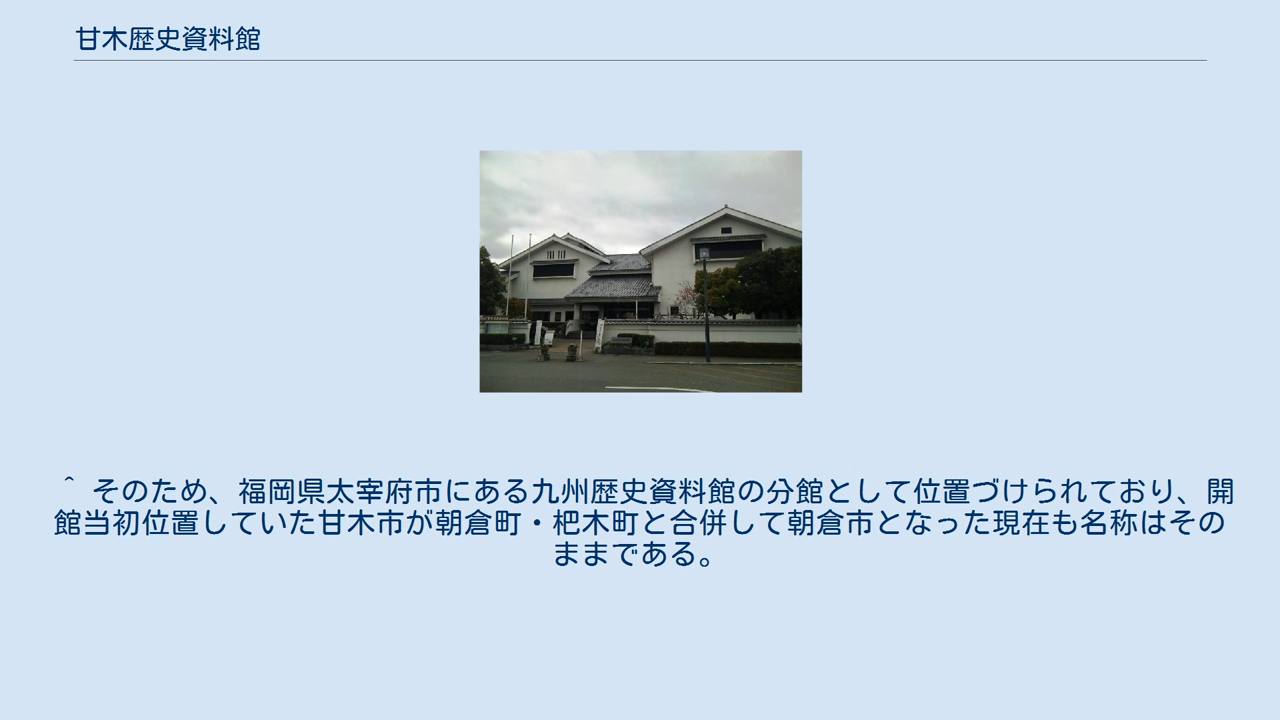 甘木歴史資料館
^ そのため、福岡県太宰府市にある九州歴史資料館の分館として位置づけられており、開
館当初位置していた甘木市が朝倉町・杷木町と合併して朝倉市となった現在も名称はその
ままである。